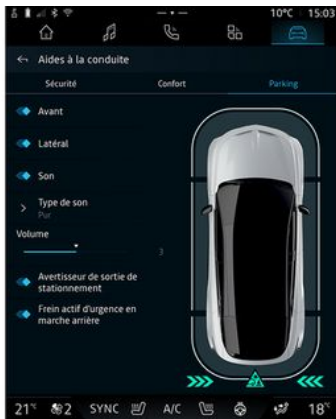 10°C 15:03
Aides à la conduite
Sécurité Confort Parking
Avant
Latéral
Son
Type de son
Pur
Volume
3
Avertisseur de sortie de
stationnement
Frein actif d'urgence en
marche arrière
21°C 2 SYNC A/C 18°C